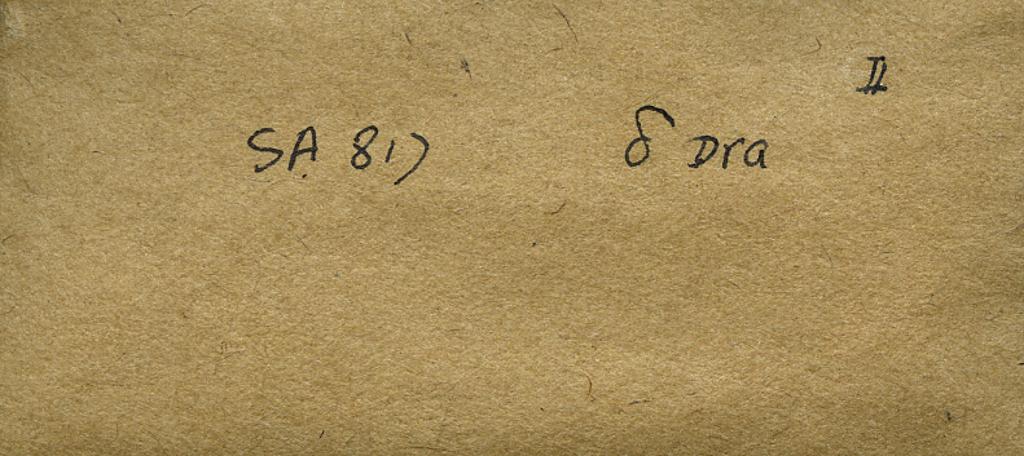 II
SA 817 δ Dra